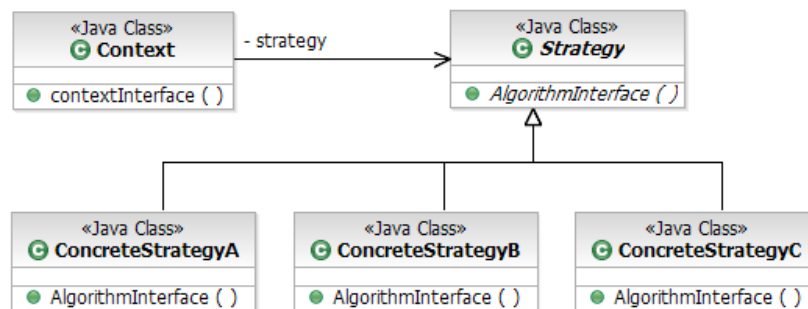 «Java Class»
Context
contextInterface ( )
- strategy
«Java Class»
Strategy
AlgorithmInterface ( )
«Java Class»
ConcreteStrategyA
AlgorithmInterface ( )
«Java Class»
ConcreteStrategyB
AlgorithmInterface ( )
«Java Class»
ConcreteStrategyC
AlgorithmInterface ( )